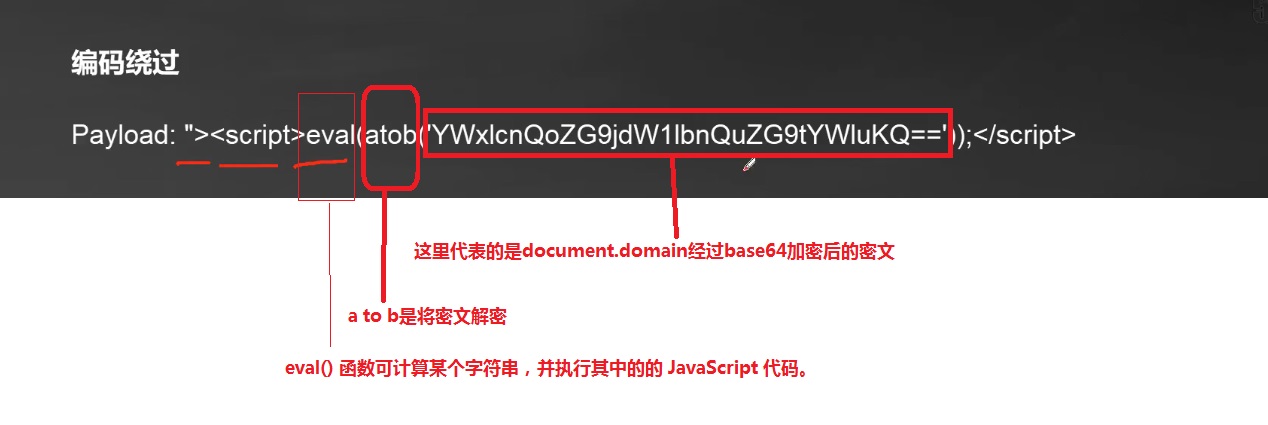 编码绕过
Payload: "><script>eval(atob('YWxlcnQoZG9jdW1lbnQuZG9tYWluKQ=='));</script>
这里代表的是document.domain经过base64加密后的密文
a to b是将密文解密
eval() 函数可计算某个字符串，并执行其中的的 JavaScript 代码。